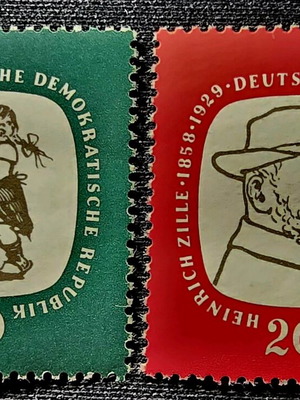 HE DEMOKRATISCHE REPUBLIK
HEINRICH ZILLE · 1858-1929 · DEUTS
20